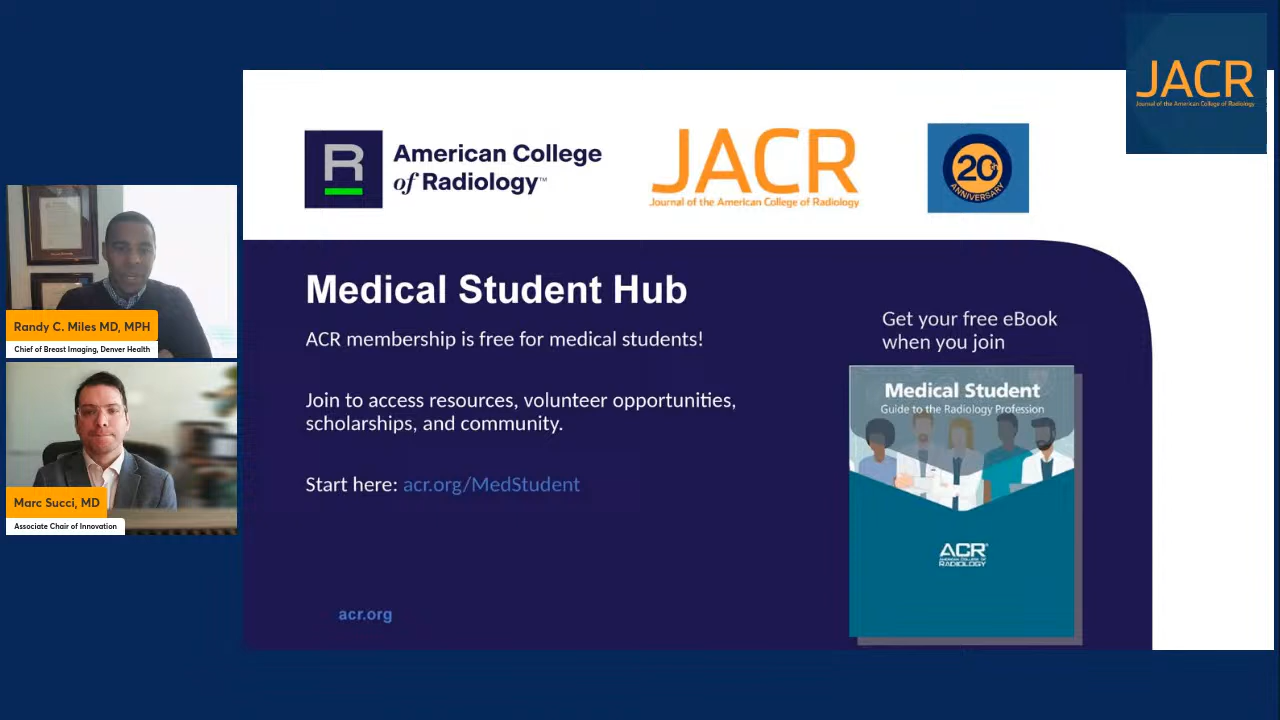 JACR
Journal of the American College of Radiology
American College
of Radiology™
JACR
Journal of the American College of Radiology
20
ANNIVERSARY
Medical Student Hub
ACR membership is free for medical students!
Join to access resources, volunteer opportunities,
scholarships, and community.
Start here: acr.org/MedStudent
acr.org
Get your free eBook
when you join
Medical Student
Guide to the Radiology Profession
ACR
AMERICAN COLLEGE OF
RADIOLOGY
Randy C. Miles MD, MPH
Chief of Breast Imaging, Denver Health
Marc Succi, MD
Associate Chair of Innovation